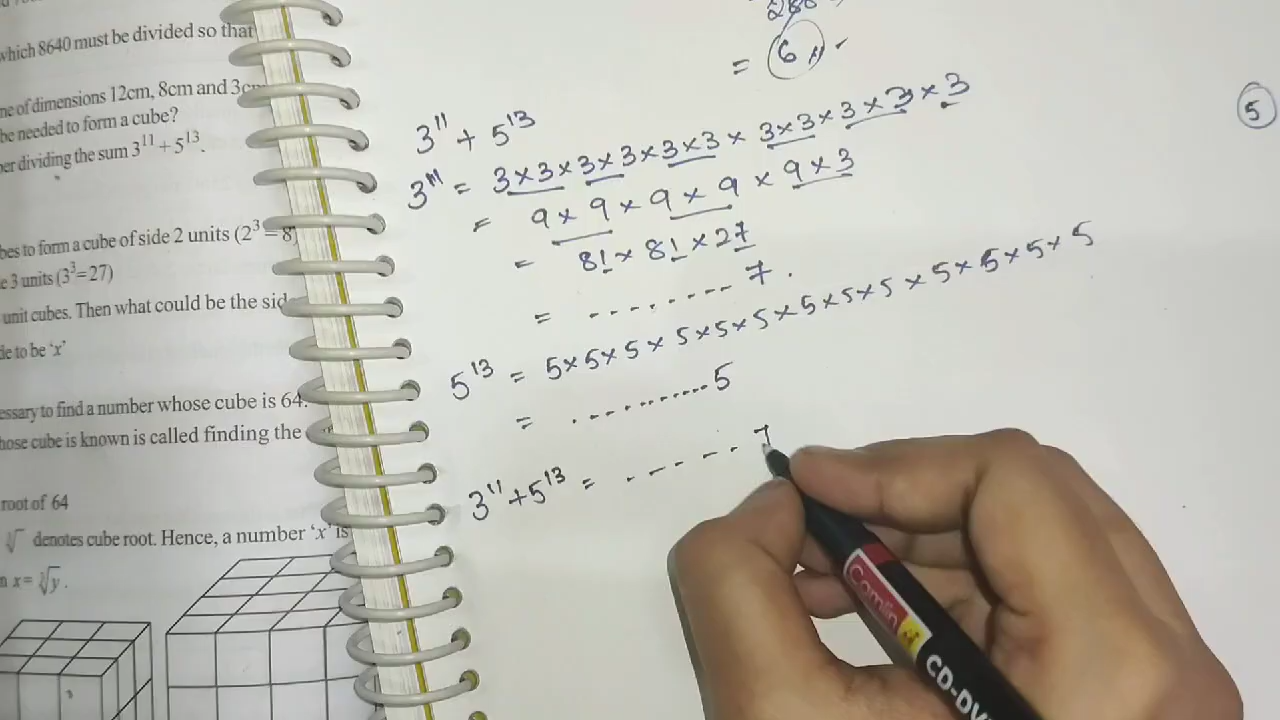 which 8640 must be divided so that
ne of dimensions 12cm, 8cm and 3cm
be needed to form a cube?
er dividing the sum 3¹¹ + 5¹³.
bes to form a cube of side 2 units (2³ = 8)
e 3 units (3³=27)
unit cubes. Then what could be the sid
de to be ‘x’
essary to find a number whose cube is 64.
hose cube is known is called finding the
root of 64
∛ denotes cube root. Hence, a number ‘x’ is
n x = ∛y.
= 6
5
3¹¹ + 5¹³
3¹¹ = 3×3×3×3×3×3×3×3×3×3×3
= 9×9×9×9×9×3
= 81×81×27
= .........7.
5¹³ = 5×5×5×5×5×5×5×5×5×5×5×5×5
= ............5
3¹¹+5¹³ = ......7
Camlin
CD-DV